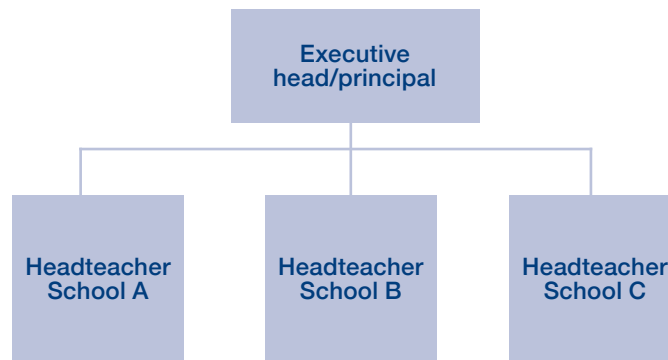 Executive
head/principal
Headteacher
School A
Headteacher
School B
Headteacher
School C